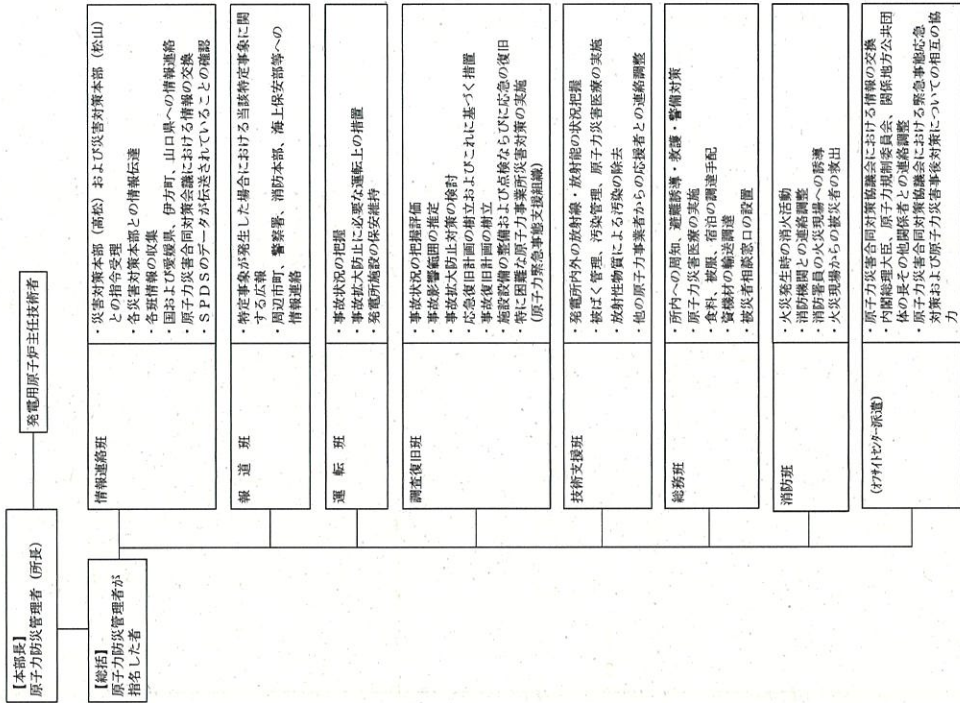 【本部長】
原子力防災管理者（所長）
発電用原子炉主任技術者
【総括】
原子力防災管理者が
指名した者
情報連絡班
・災害対策本部（高松）および災害対策本部（松山）
との指令受理
・各災害対策本部との情報伝達
・各班情報の収集
・国および愛媛県、伊方町、山口県への情報連絡
・原子力災害合同対策会議における情報の交換
・ＳＰＤＳのデータが伝送されていることの確認
報道班
・特定事象が発生した場合における当該特定事象に関
する広報
・周辺市町、警察署、消防本部、海上保安部等への
情報連絡
運転班
・事故状況の把握
・事故拡大防止に必要な運転上の措置
・発電所施設の保安維持
調査復旧班
・事故状況の把握評価
・事故影響範囲の推定
・事故拡大防止対策の検討
・応急復旧計画の樹立およびこれに基づく措置
・事故復旧計画の樹立
・施設設備の整備および点検ならびに応急の復旧
・特に困難な原子力事業所災害対策の実施
（原子力緊急事態支援組織）
技術支援班
・発電所内外の放射線・放射能の状況把握
・被ばく管理、汚染管理、原子力災害医療の実施
・放射性物質による汚染の除去
・他の原子力事業者からの応援者との連絡調整
総務班
・所内への周知、避難誘導・救護・警備対策
・原子力災害医療の実施
・食料・被服・宿泊の調達手配
・資機材の輸送調達
・被災者相談窓口の設置
消防班
・火災発生時の消火活動
・消防機関との連絡調整
・消防署員の火災現場への誘導
・火災現場からの被災者の救出
（オフサイトセンター派遣）
・原子力災害合同対策協議会における情報の交換
・内閣総理大臣、原子力規制委員会、関係地方公共団
体の長その他関係者との連絡調整
・原子力災害合同対策協議会における緊急事態応急
対策および原子力災害事後対策についての相互の協
力